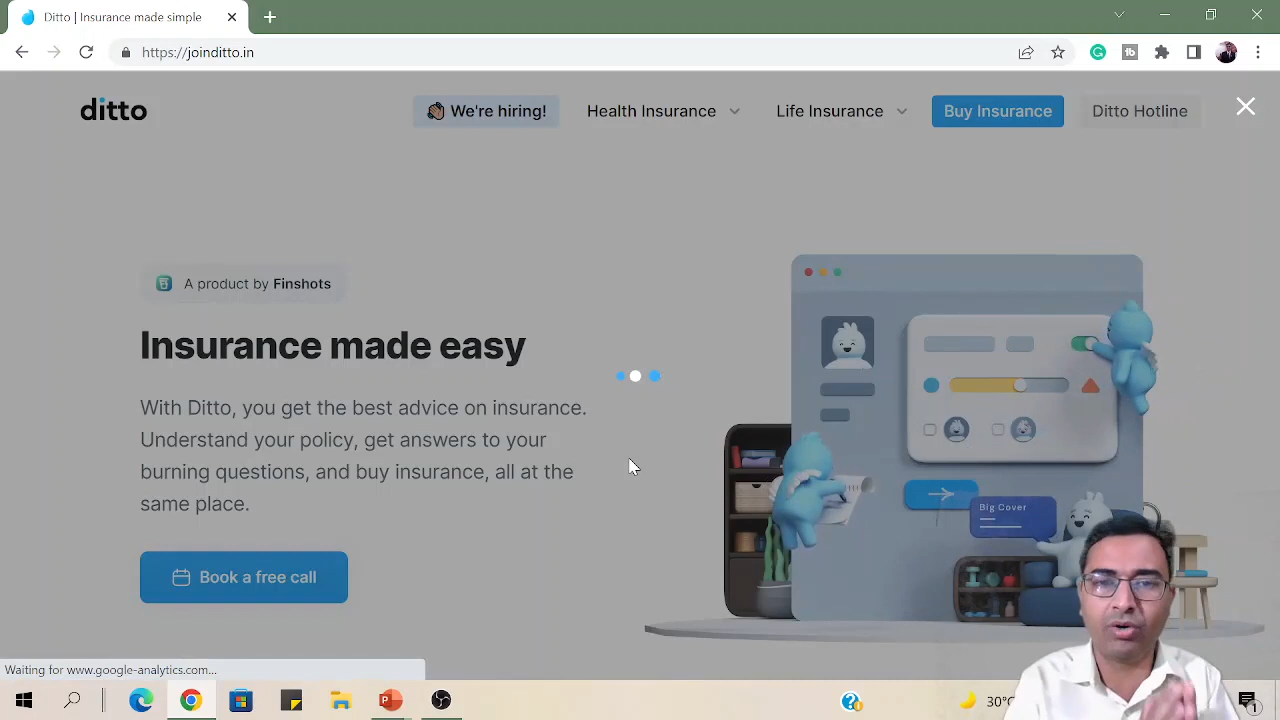 Ditto | Insurance made simple
https://joinditto.in
ditto
We're hiring!
Health Insurance
Life Insurance
Buy Insurance
Ditto Hotline
A product by Finshots
Insurance made easy
With Ditto, you get the best advice on insurance.
Understand your policy, get answers to your
burning questions, and buy insurance, all at the
same place.
Big Cover
Book a free call
Waiting for www.google-analytics.com...
30°C